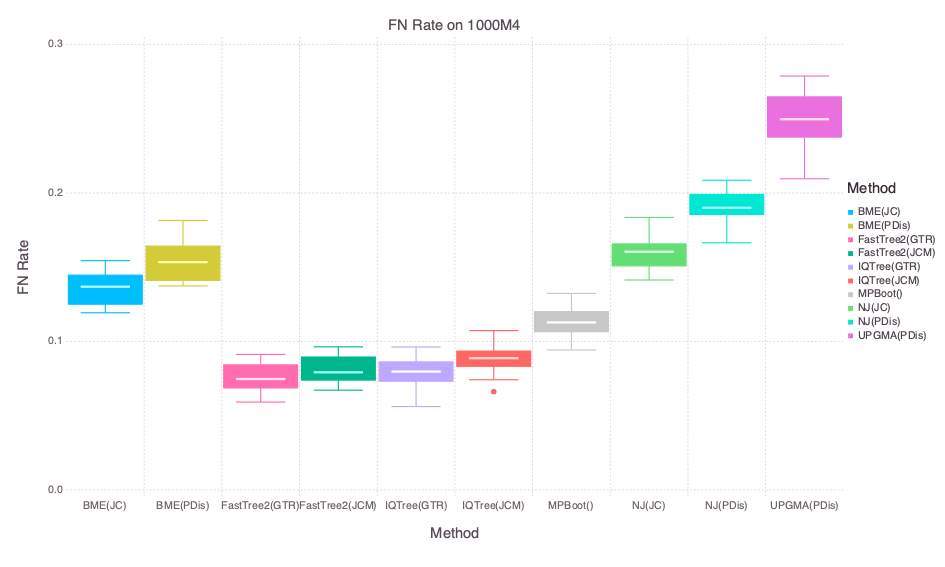 FN Rate on 1000M4
0.3
0.2
0.1
0.0
FN Rate
BME(JC) BME(PDis) FastTree2(GTR) FastTree2(JCM) IQTree(GTR) IQTree(JCM) MPBoot() NJ(JC) NJ(PDis) UPGMA(PDis)
Method
Method
BME(JC)
BME(PDis)
FastTree2(GTR)
FastTree2(JCM)
IQTree(GTR)
IQTree(JCM)
MPBoot()
NJ(JC)
NJ(PDis)
UPGMA(PDis)